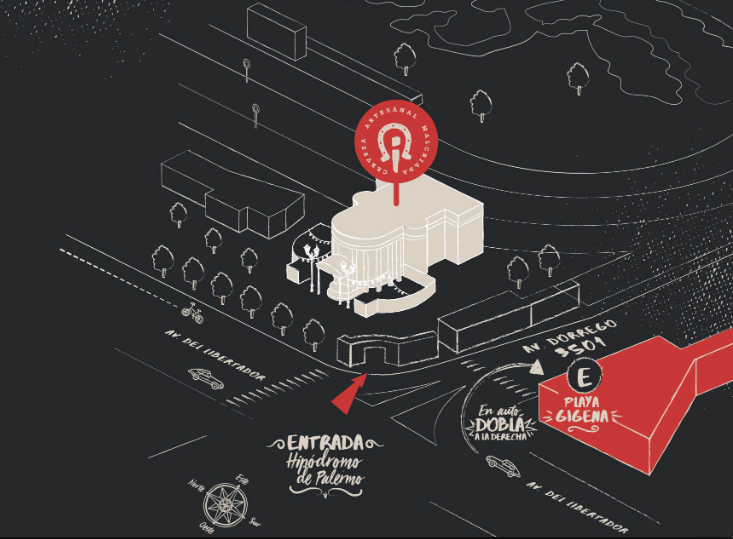 CERVEZA ARTESANAL MALCRIADA
AV DORREGO
3501
E
PLAYA
GIGENA
AV DEL LIBERTADOR
En auto
DOBLÁ
A LA DERECHA
ENTRADA
Hipódromo
de Palermo
AV DEL LIBERTADOR
Norte
Este
Oeste
Sur